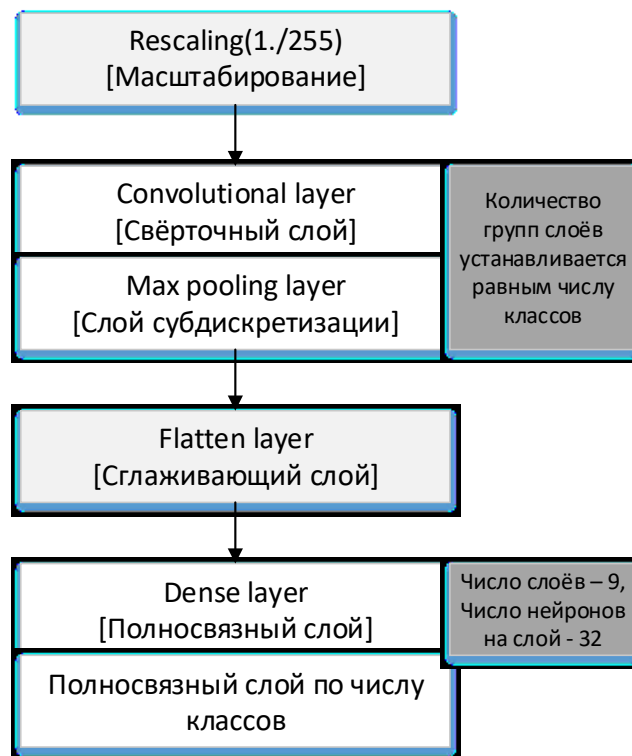 Rescaling(1./255)
[Масштабирование]
Convolutional layer
[Свёрточный слой]
Max pooling layer
[Слой субдискретизации]
Количество
групп слоёв
устанавливается
равным числу
классов
Flatten layer
[Сглаживающий слой]
Dense layer
[Полносвязный слой]
Число слоёв – 9,
Число нейронов
на слой - 32
Полносвязный слой по числу
классов